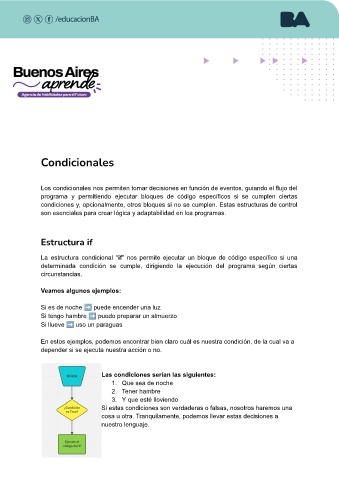 /educacionBA
BA
Buenos Aires
aprende
Agencia de Habilidades para el Futuro
Condicionales
Los condicionales nos permiten tomar decisiones en función de eventos, guiando el flujo del
programa y permitiendo ejecutar bloques de código específicos si se cumplen ciertas
condiciones y, opcionalmente, otros bloques si no se cumplen. Estas estructuras de control
son esenciales para crear lógica y adaptabilidad en los programas.
Estructura if
La estructura condicional "if" nos permite ejecutar un bloque de código específico si una
determinada condición se cumple, dirigiendo la ejecución del programa según ciertas
circunstancias.
Veamos algunos ejemplos:
Si es de noche ➡️ puede encender una luz
Si tengo hambre ➡️ puedo preparar un almuerzo
Si llueve ➡️ uso un paraguas
En estos ejemplos, podemos encontrar bien claro cuál es nuestra condición, de la cual va a
depender si se ejecuta nuestra acción o no.
Las condiciones serían las siguientes:
1. Que sea de noche
2. Tener hambre
3. Y que esté lloviendo
Si estas condiciones son verdaderas o falsas, nosotros haremos una
cosa u otra. Tranquilamente, podemos llevar estas decisiones a
nuestro lenguaje.
¿Condición
es True?
Ejecuta el
código del if